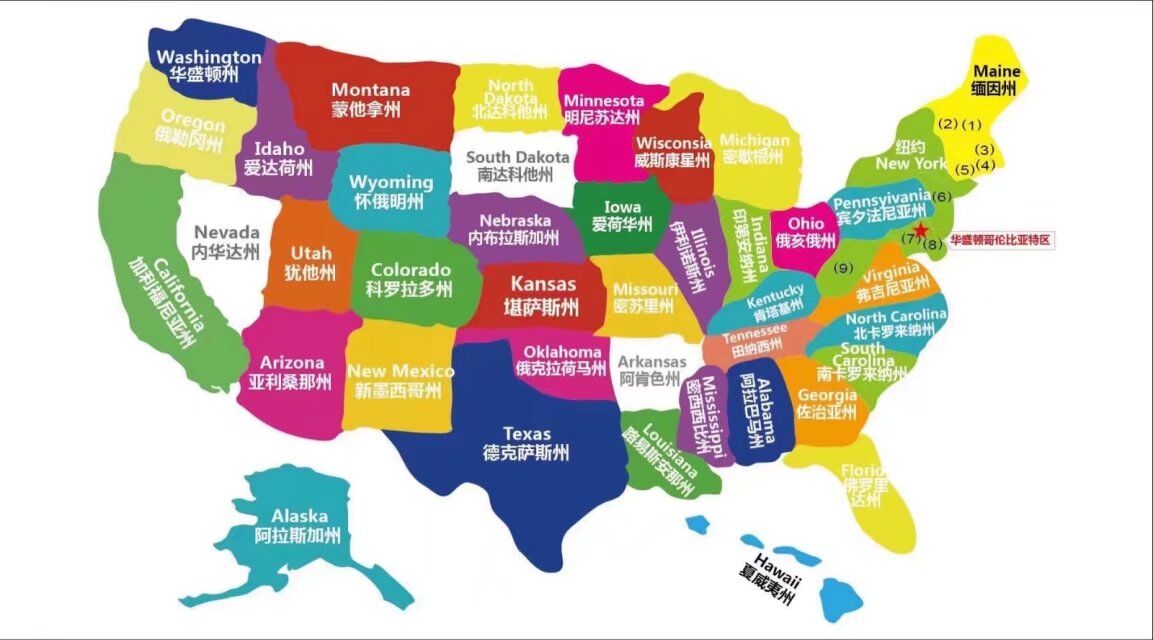 Washington
华盛顿州
Oregon
俄勒冈州
California
加利福尼亚州
Nevada
内华达州
Idaho
爱达荷州
Montana
蒙他拿州
Wyoming
怀俄明州
Utah
犹他州
Colorado
科罗拉多州
Arizona
亚利桑那州
New Mexico
新墨西哥州
North
Dakota
北达科他州
South Dakota
南达科他州
Nebraska
内布拉斯加州
Kansas
堪萨斯州
Oklahoma
俄克拉荷马州
Texas
德克萨斯州
Minnesota
明尼苏达州
Iowa
爱荷华州
Missouri
密苏里州
Arkansas
阿肯色州
Louisiana
路易斯安那州
Wisconsia
威斯康星州
Illinois
伊利诺斯州
Michigan
密歇根州
Indiana
印第安纳州
Ohio
俄亥俄州
Kentucky
肯塔基州
Tennessee
田纳西州
Mississippi
密西西比州
Alabama
阿拉巴马州
Georgia
佐治亚州
Florio
佛罗里
达州
South
Carolina
南卡罗来纳州
North Carolina
北卡罗来纳州
Virginia
弗吉尼亚州
(9)
(7)
(8)
华盛顿哥伦比亚特区
Pennsyivania
宾夕法尼亚州
(6)
纽约
New York
(2)
(1)
(3)
(4)
(5)
Maine
缅因州
Alaska
阿拉斯加州
Hawaii
夏威夷州